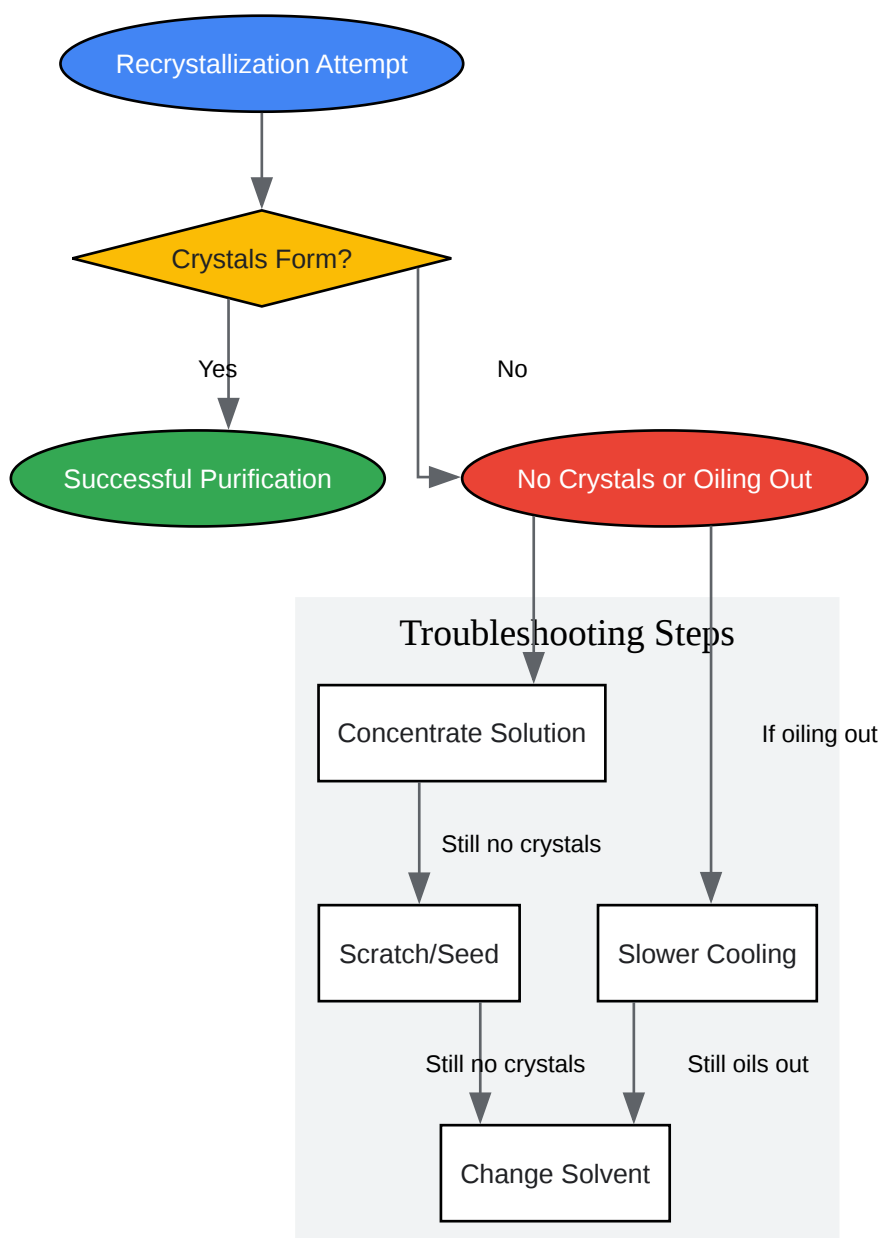 Recrystallization Attempt
Crystals Form?
Yes
No
Successful Purification
No Crystals or Oiling Out
Troubleshooting Steps
Concentrate Solution
If oiling out
Still no crystals
Scratch/Seed
Slower Cooling
Still no crystals
Still oils out
Change Solvent